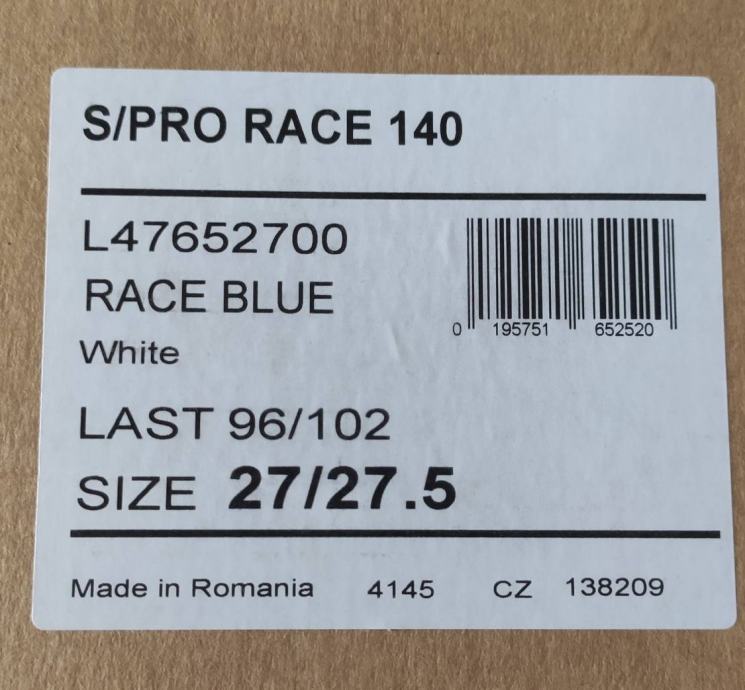 S/PRO RACE 140
L47652700
RACE BLUE
White
0 195751 652520
LAST 96/102
SIZE 27/27.5
Made in Romania 4145 CZ 138209